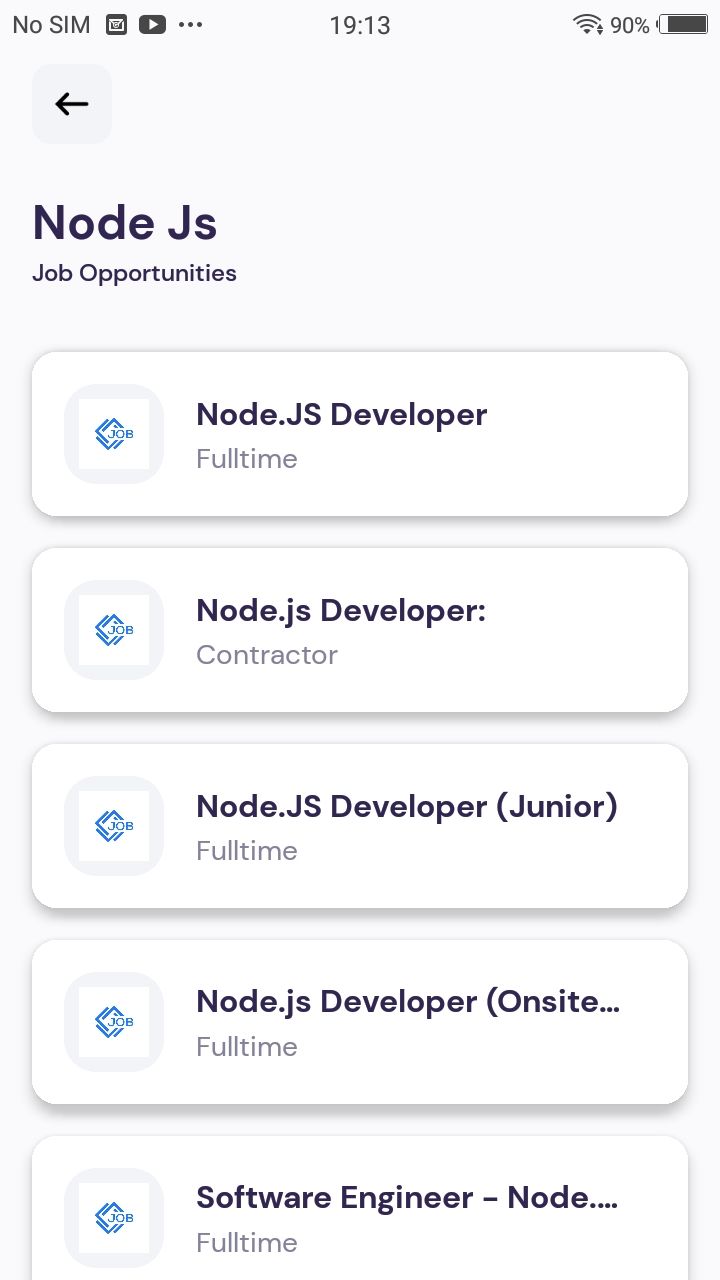 No SIM 19:13 90%
Node Js
Job Opportunities
JOB
Node.JS Developer
Fulltime
JOB
Node.js Developer:
Contractor
JOB
Node.JS Developer (Junior)
Fulltime
JOB
Node.js Developer (Onsite...
Fulltime
JOB
Software Engineer - Node....
Fulltime